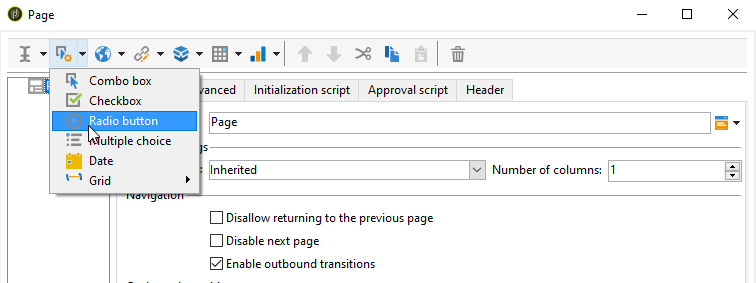 Page
Combo box
Checkbox
Radio button
Multiple choice
Date
Grid
Initialization script
Approval script
Header
Page
Inherited
Number of columns:
1
Navigation
Disallow returning to the previous page
Disable next page
Enable outbound transitions